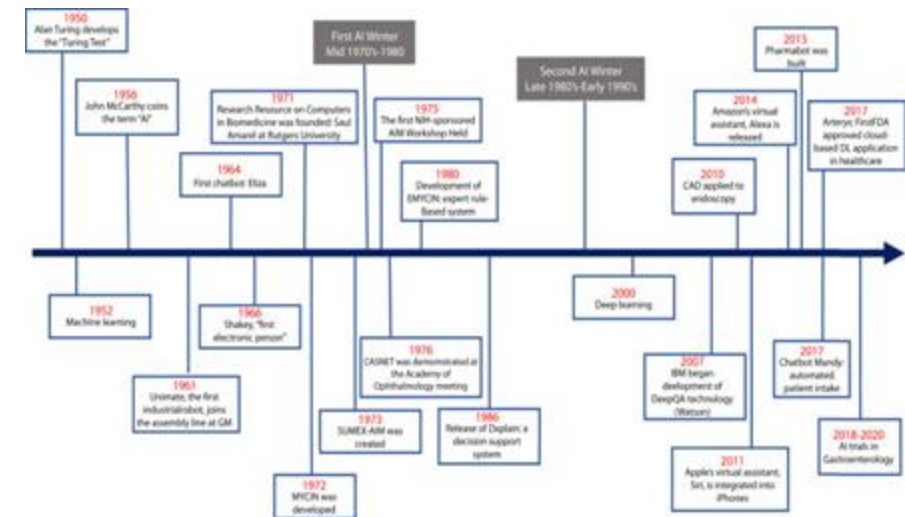 1950
Alan Turing develops
the "Turing Test"
1956
John McCarthy coins
the term "AI"
1964
First chatbot: Eliza
1971
Research Resource on Computers
in Biomedicine was founded: Saul
Amarel at Rutgers University
First AI Winter
Mid 1970's-1980
1975
The first NIH-sponsored
AIM Workshop Held
1980
Development of
EMYCIN: expert rule-
Based system
Second AI Winter
Late 1980's-Early 1990's
2010
CAD applied to
endoscopy
2014
Amazon's virtual
assistant, Alexa is
released
2015
Pharmabot was
built
2017
Arterys: First FDA
approved cloud-
based DL application
in healthcare
1952
Machine learning
1961
Unimate, the first
industrialrobot, joins
the assembly line at GM
1966
Shakey, "first
electronic person"
1972
MYCIN was
developed
1973
SUMEX-AIM was
created
1976
CASNET was demonstrated at
the Academy of
Ophthalmology meeting
1986
Release of Dxplain: a
decision support
system
2000
Deep learning
2007
IBM began
development of
DeepQA technology
(Watson)
2011
Apple's virtual assistant,
Siri, is integrated into
iPhones
2017
Chatbot Mandy:
automated
patient intake
2018-2020
AI trials in
Gastroenterology